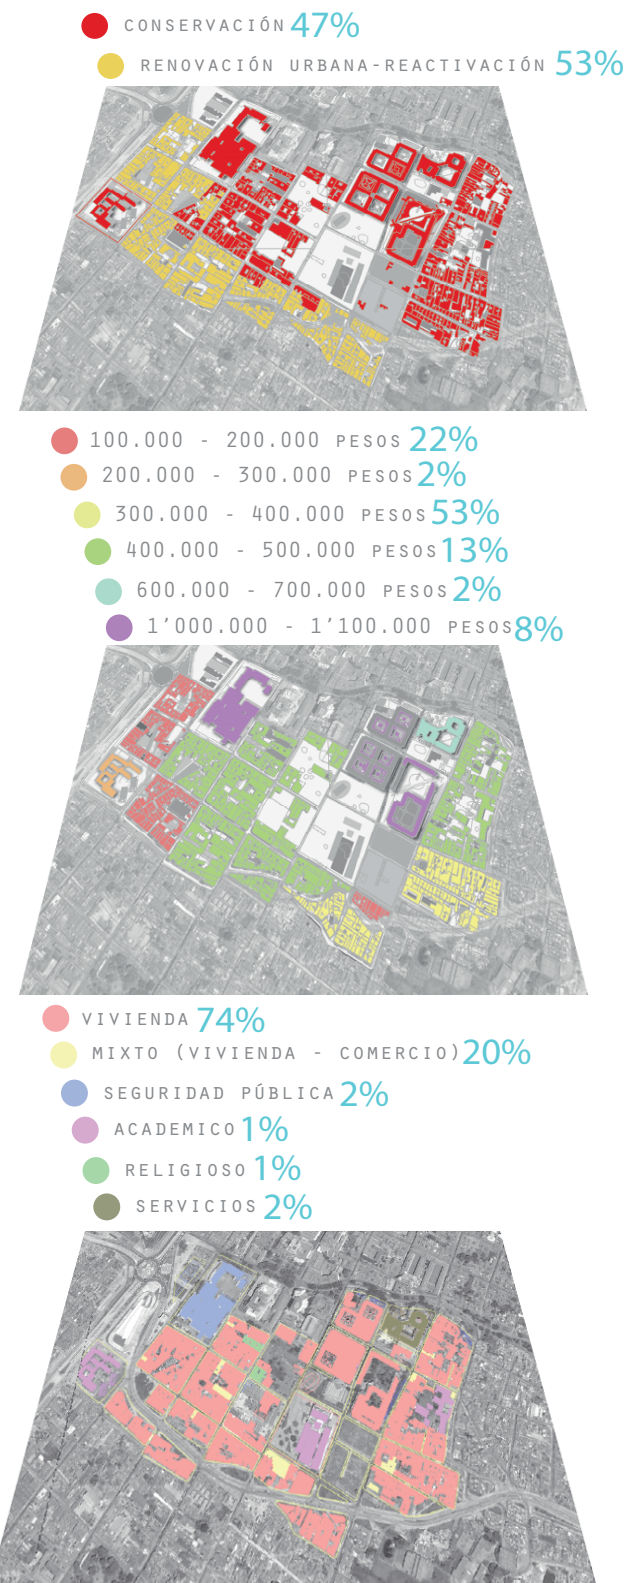 CONSERVACIÓN 47%
RENOVACIÓN URBANA-REACTIVACIÓN 53%
100.000 - 200.000 PESOS 22%
200.000 - 300.000 PESOS 2%
300.000 - 400.000 PESOS 53%
400.000 - 500.000 PESOS 13%
600.000 - 700.000 PESOS 2%
1'000.000 - 1'100.000 PESOS 8%
VIVIENDA 74%
MIXTO (VIVIENDA - COMERCIO) 20%
SEGURIDAD PÚBLICA 2%
ACADEMICO 1%
RELIGIOSO 1%
SERVICIOS 2%